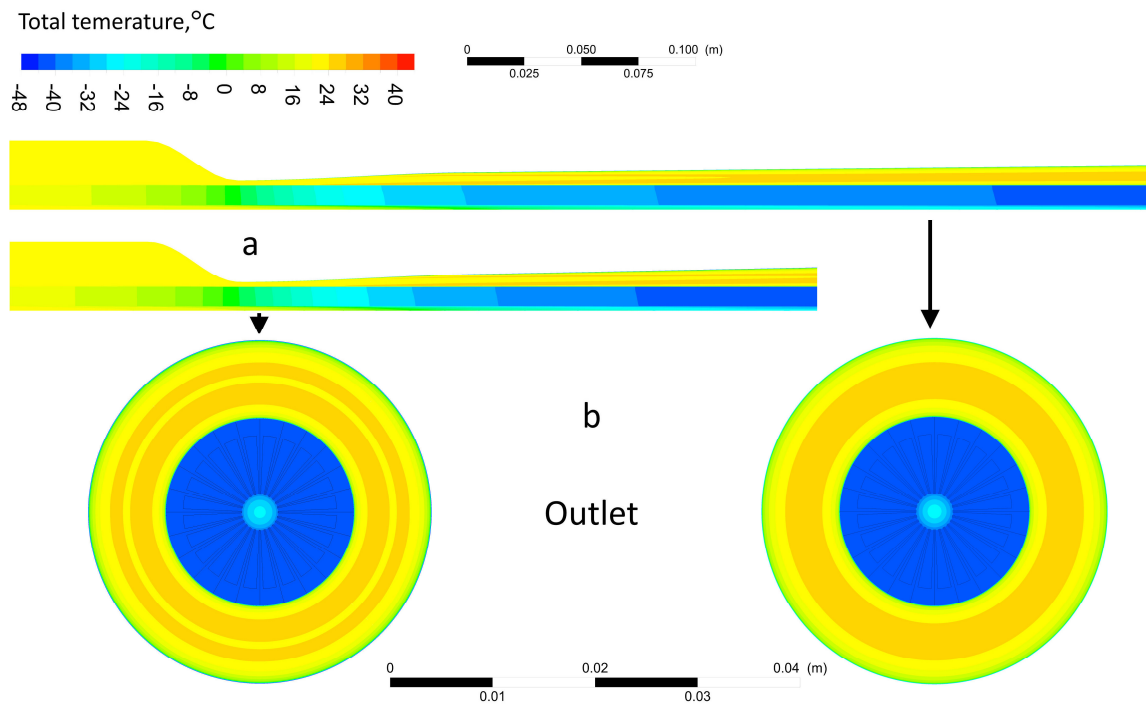 Total temerature,°C
-48 -40 -32 -24 -16 -8 0 8 16 24 32 40
0 0.050 0.100 (m)
0.025 0.075
a
b
Outlet
0 0.02 0.04 (m)
0.01 0.03